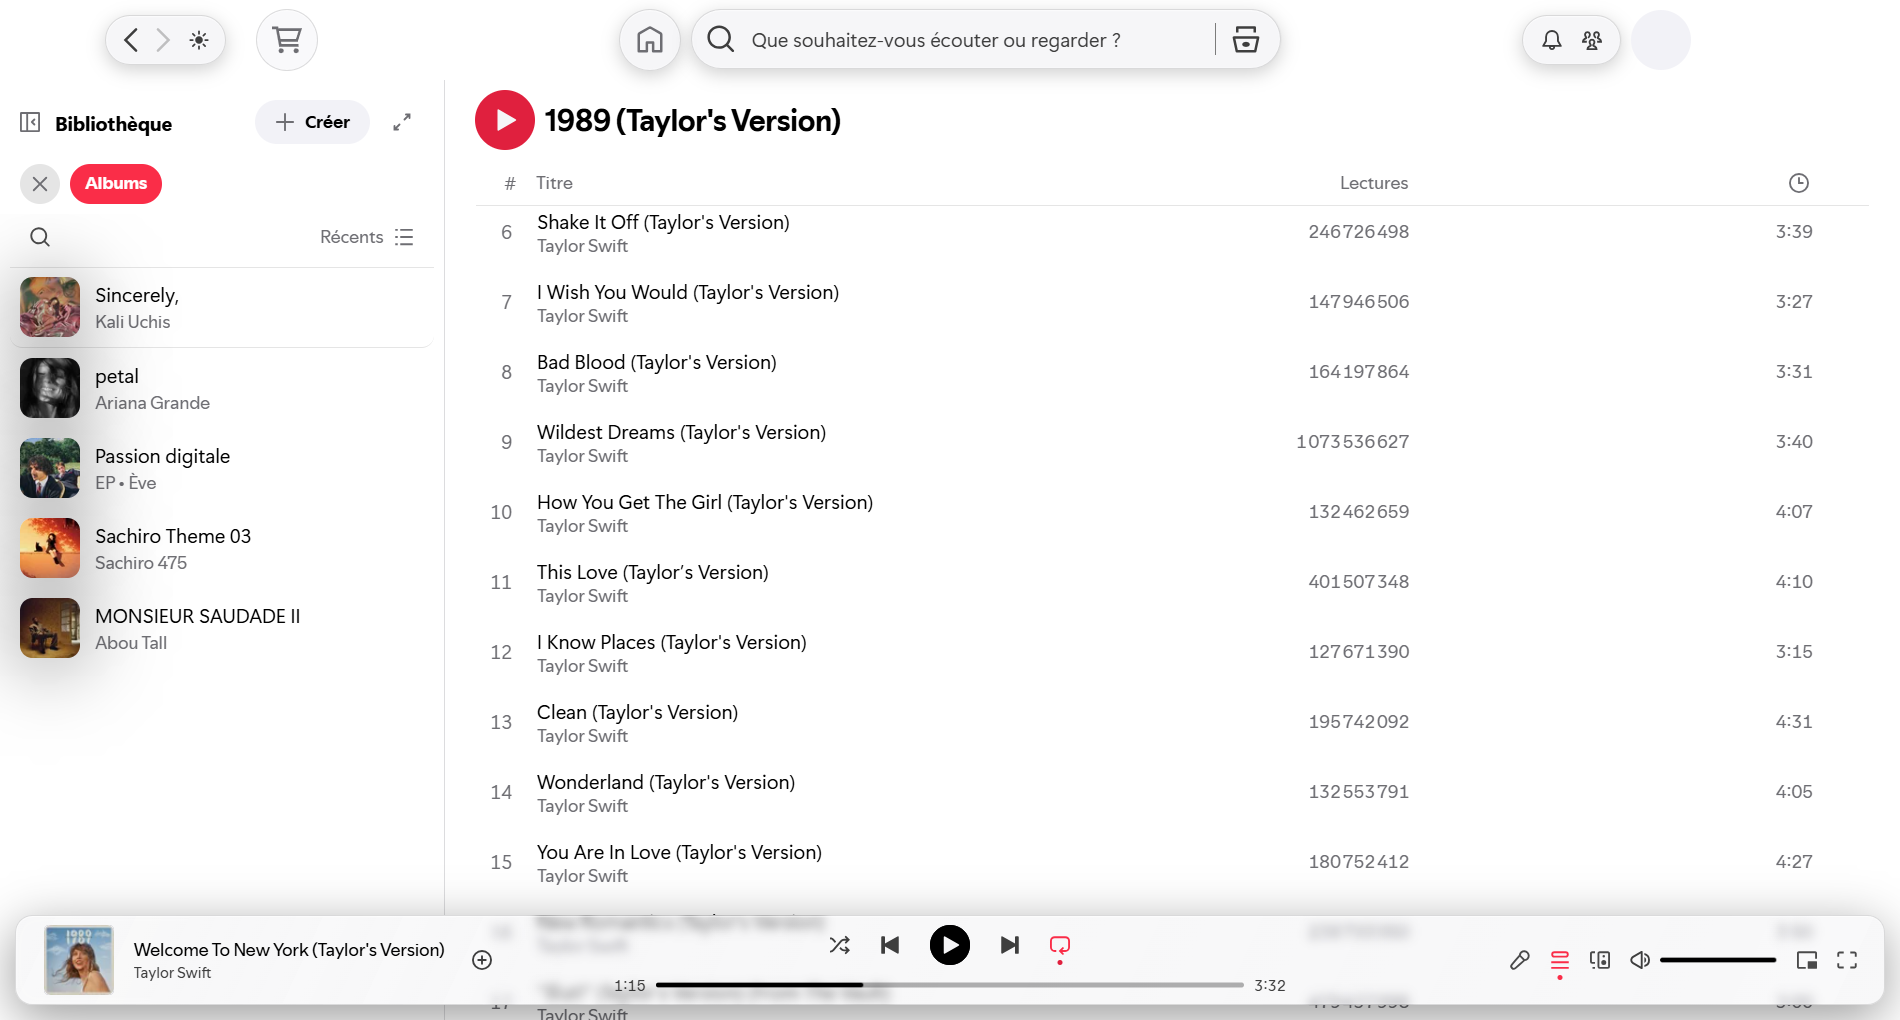 Que souhaitez-vous écouter ou regarder ?
Bibliothèque
Créer
Albums
Récents
Sincerely,
Kali Uchis
petal
Ariana Grande
Passion digitale
EP • Ève
Sachiro Theme 03
Sachiro 475
MONSIEUR SAUDADE II
Abou Tall
1989 (Taylor's Version)
# Titre Lectures
6 Shake It Off (Taylor's Version) 246726498 3:39
Taylor Swift
7 I Wish You Would (Taylor's Version) 147946506 3:27
Taylor Swift
8 Bad Blood (Taylor's Version) 164197864 3:31
Taylor Swift
9 Wildest Dreams (Taylor's Version) 1073536627 3:40
Taylor Swift
10 How You Get The Girl (Taylor's Version) 132462659 4:07
Taylor Swift
11 This Love (Taylor’s Version) 401507348 4:10
Taylor Swift
12 I Know Places (Taylor's Version) 127671390 3:15
Taylor Swift
13 Clean (Taylor's Version) 195742092 4:31
Taylor Swift
14 Wonderland (Taylor's Version) 132553791 4:05
Taylor Swift
15 You Are In Love (Taylor's Version) 180752412 4:27
Taylor Swift
Welcome To New York (Taylor's Version)
Taylor Swift
1:15 3:32
Taylor Swift